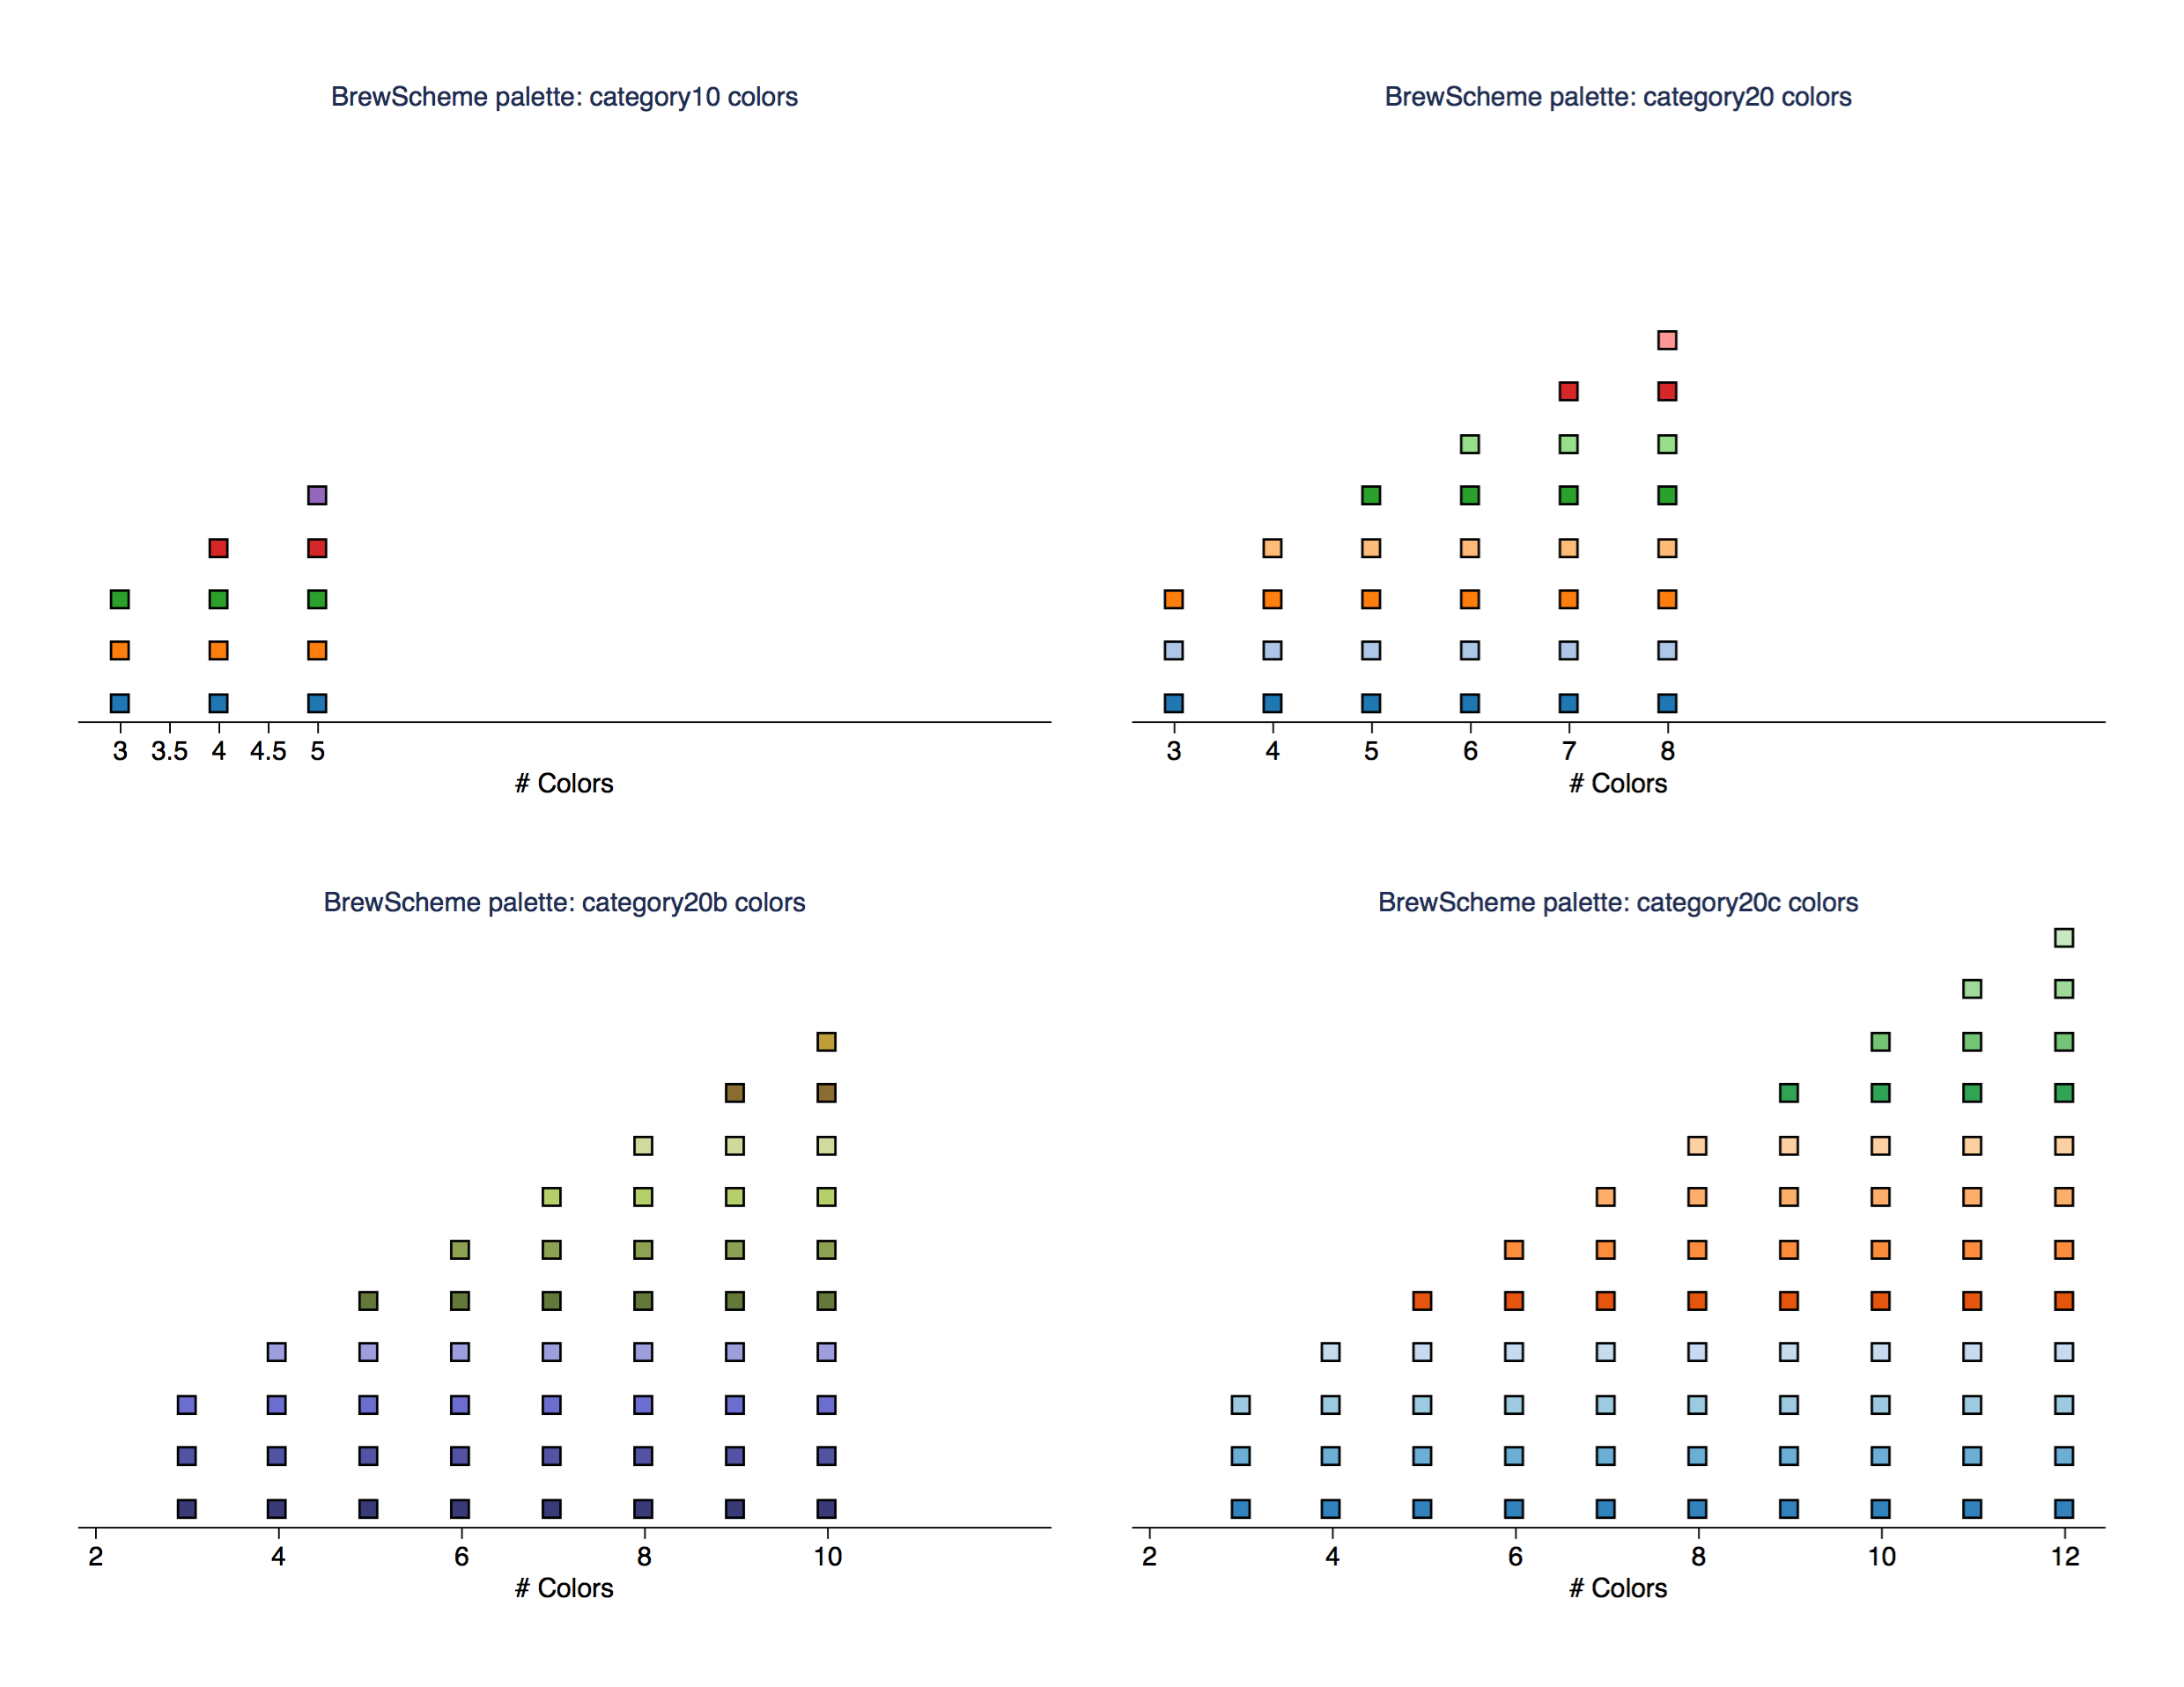 BrewScheme palette: category10 colors
3 3.5 4 4.5 5
# Colors
BrewScheme palette: category20 colors
3 4 5 6 7 8
# Colors
BrewScheme palette: category20b colors
2 4 6 8 10
# Colors
BrewScheme palette: category20c colors
2 4 6 8 10 12
# Colors